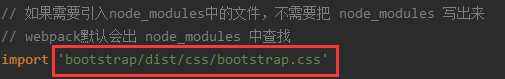 // 如果需要引入node_modules中的文件，不需要把 node_modules 写出来
// webpack默认会出 node_modules 中查找
import 'bootstrap/dist/css/bootstrap.css'